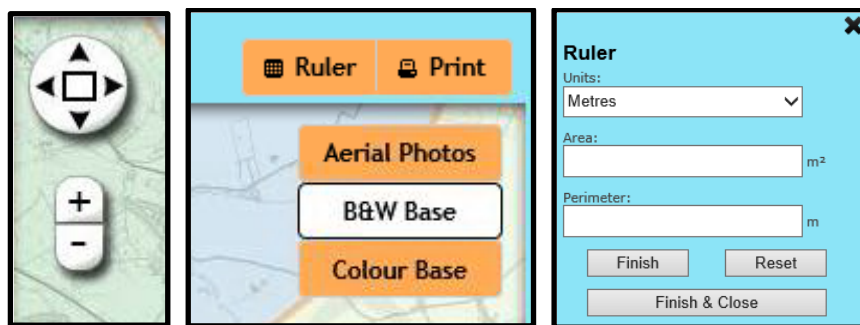 +
-
Ruler Print
Aerial Photos
B&W Base
Colour Base
Ruler
Units:
Metres
Area:
m²
Perimeter:
m
Finish Reset
Finish & Close